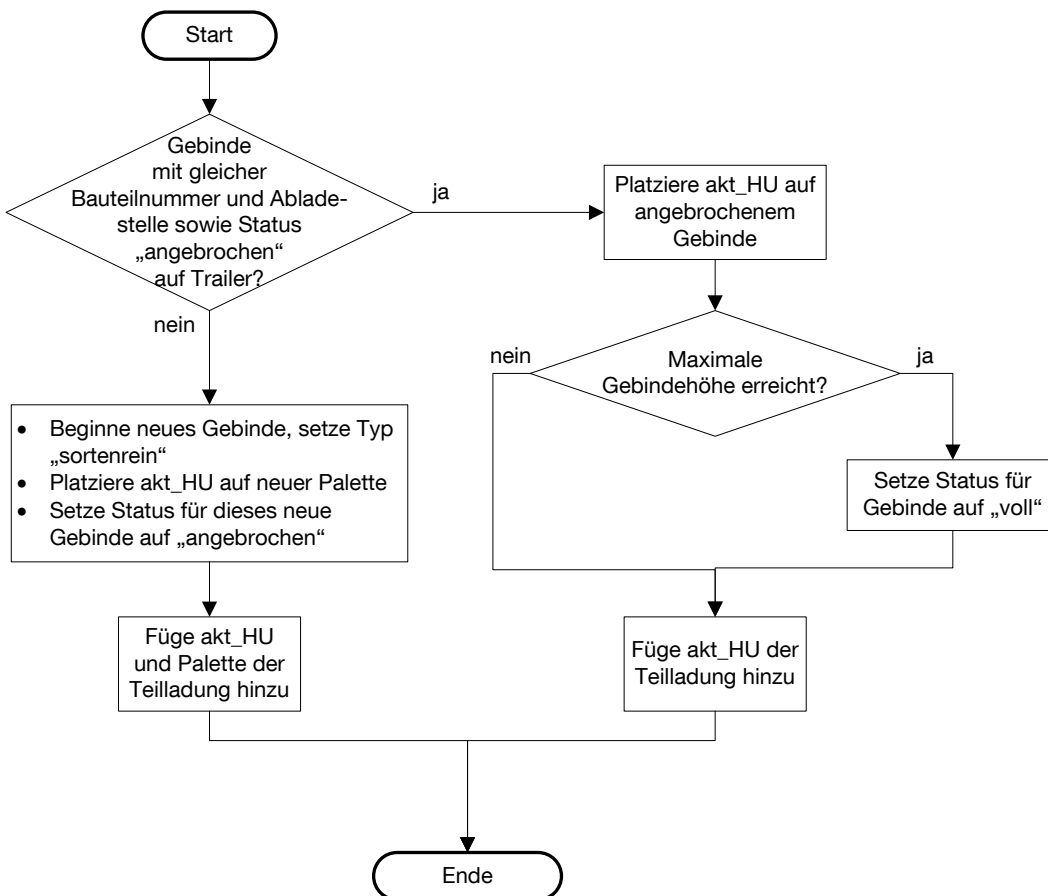 Start
Gebinde
mit gleicher
Bauteilnummer und Ablade-
stelle sowie Status
„angebrochen“
auf Trailer?
ja
Platziere akt_HU auf
angebrochenem
Gebinde
nein
nein
Maximale
Gebindehöhe erreicht?
ja
• Beginne neues Gebinde, setze Typ
„sortenrein“
• Platziere akt_HU auf neuer Palette
• Setze Status für dieses neue
Gebinde auf „angebrochen“
Setze Status für
Gebinde auf „voll“
Füge akt_HU
und Palette der
Teilladung hinzu
Füge akt_HU der
Teilladung hinzu
Ende